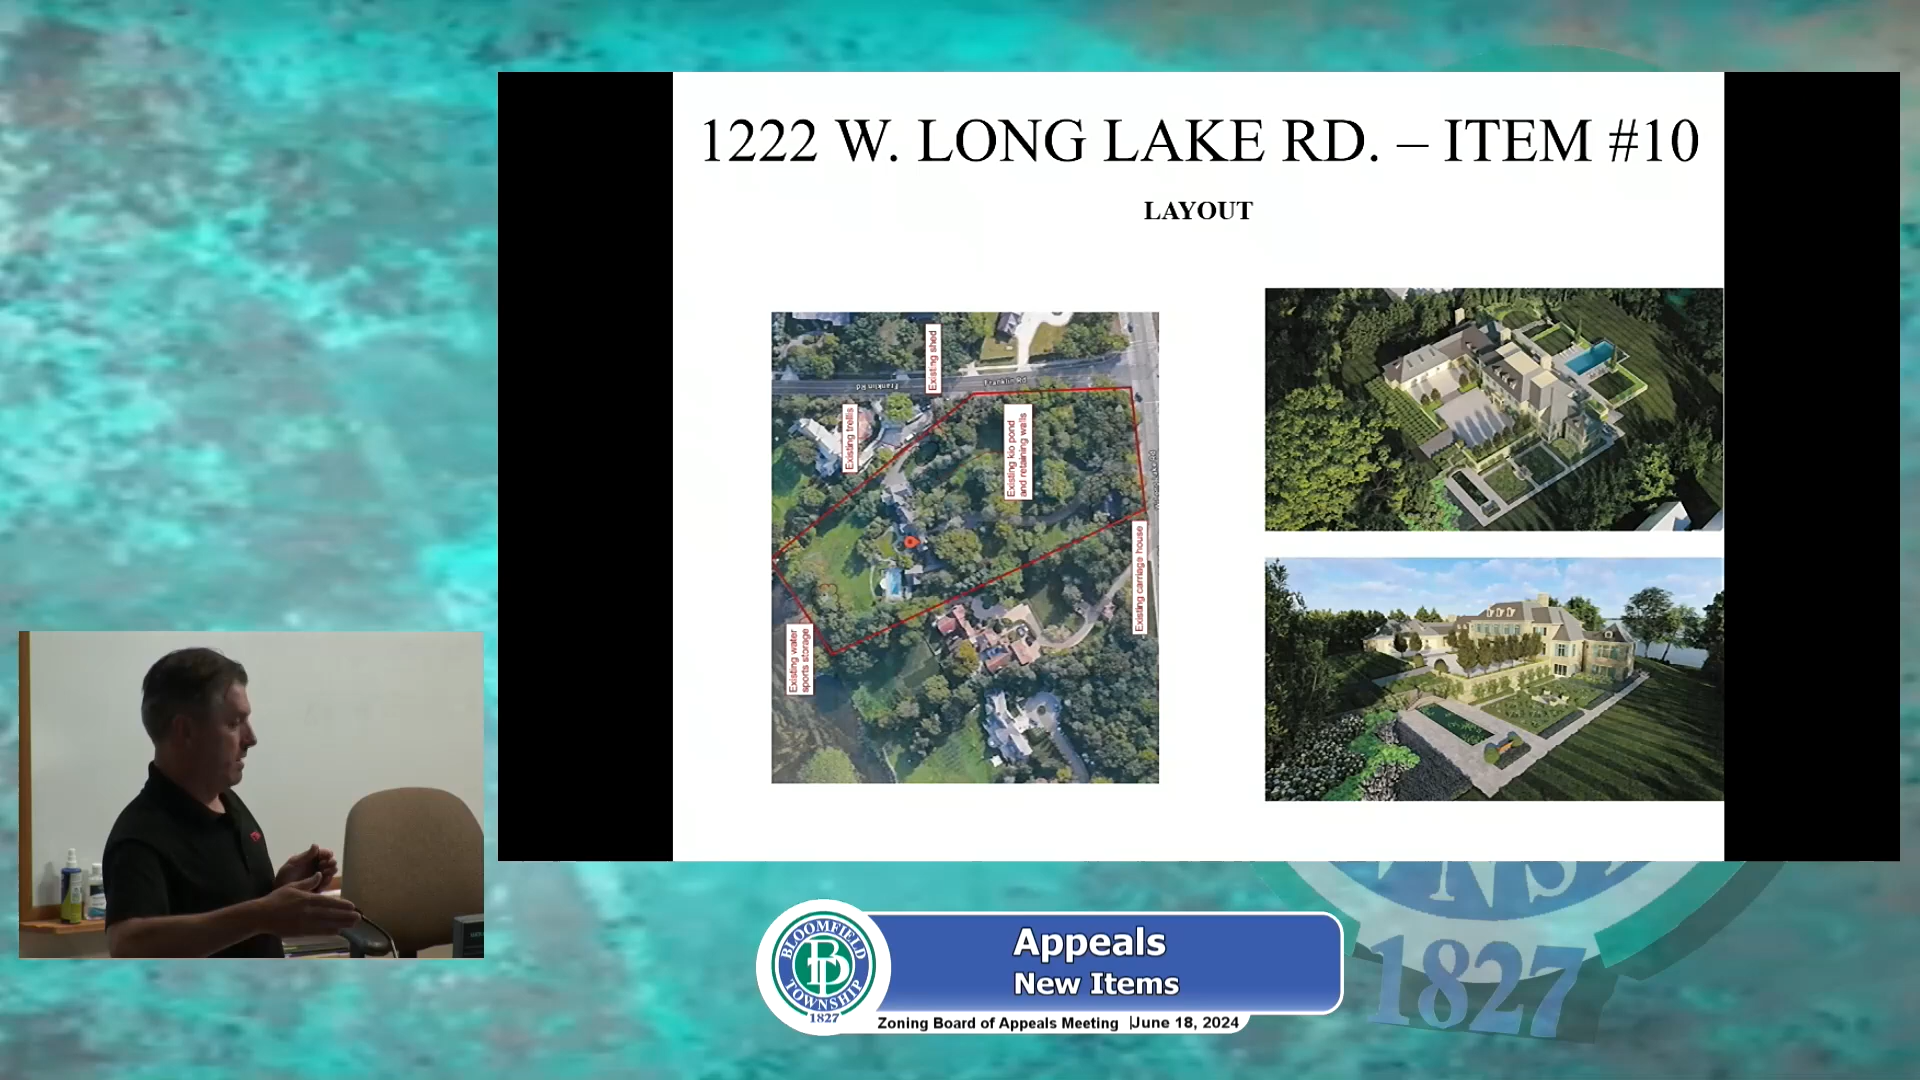 1222 W. LONG LAKE RD. – ITEM #10
LAYOUT
Existing shed
Franklin Rd
Franklin Rd
Existing trellis
Existing kio pond
and retaining walls
Existing carriage house
Existing water
sports storage
BLOOMFIELD
TOWNSHIP
1827
Appeals
New Items
Zoning Board of Appeals Meeting |June 18, 2024
1827